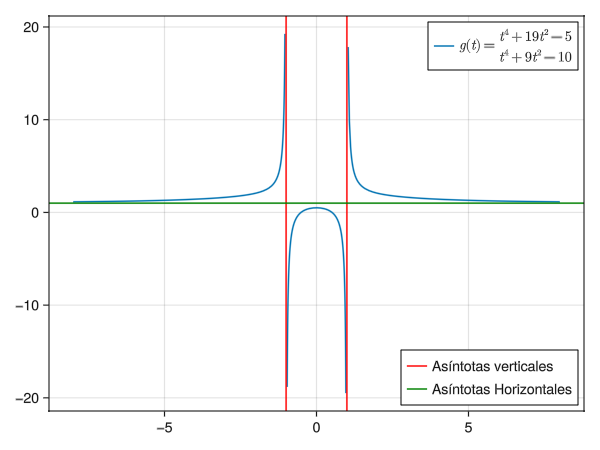 20
10
0
−10
−20
−5
0
5
g(t) = t⁴ + 19t² − 5
t⁴ + 9t² − 10
Asíntotas verticales
Asíntotas Horizontales